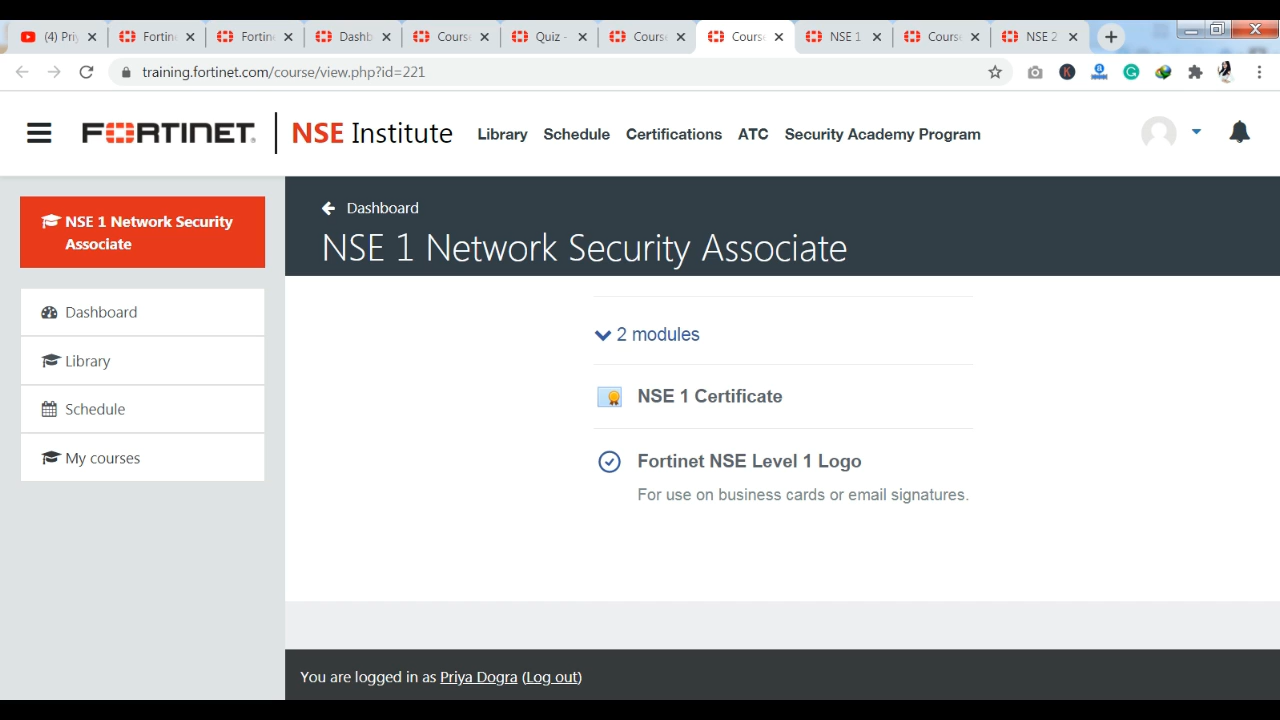 (4) Pri
Fortin
Fortin
Dashb
Cours
Quiz -
Cours
Cours
NSE 1
Cours
NSE 2
training.fortinet.com/course/view.php?id=221
FORTINET
NSE Institute
Library
Schedule
Certifications
ATC
Security Academy Program
NSE 1 Network Security
Associate
Dashboard
Library
Schedule
My courses
Dashboard
NSE 1 Network Security Associate
2 modules
NSE 1 Certificate
Fortinet NSE Level 1 Logo
For use on business cards or email signatures.
You are logged in as Priya Dogra (Log out)